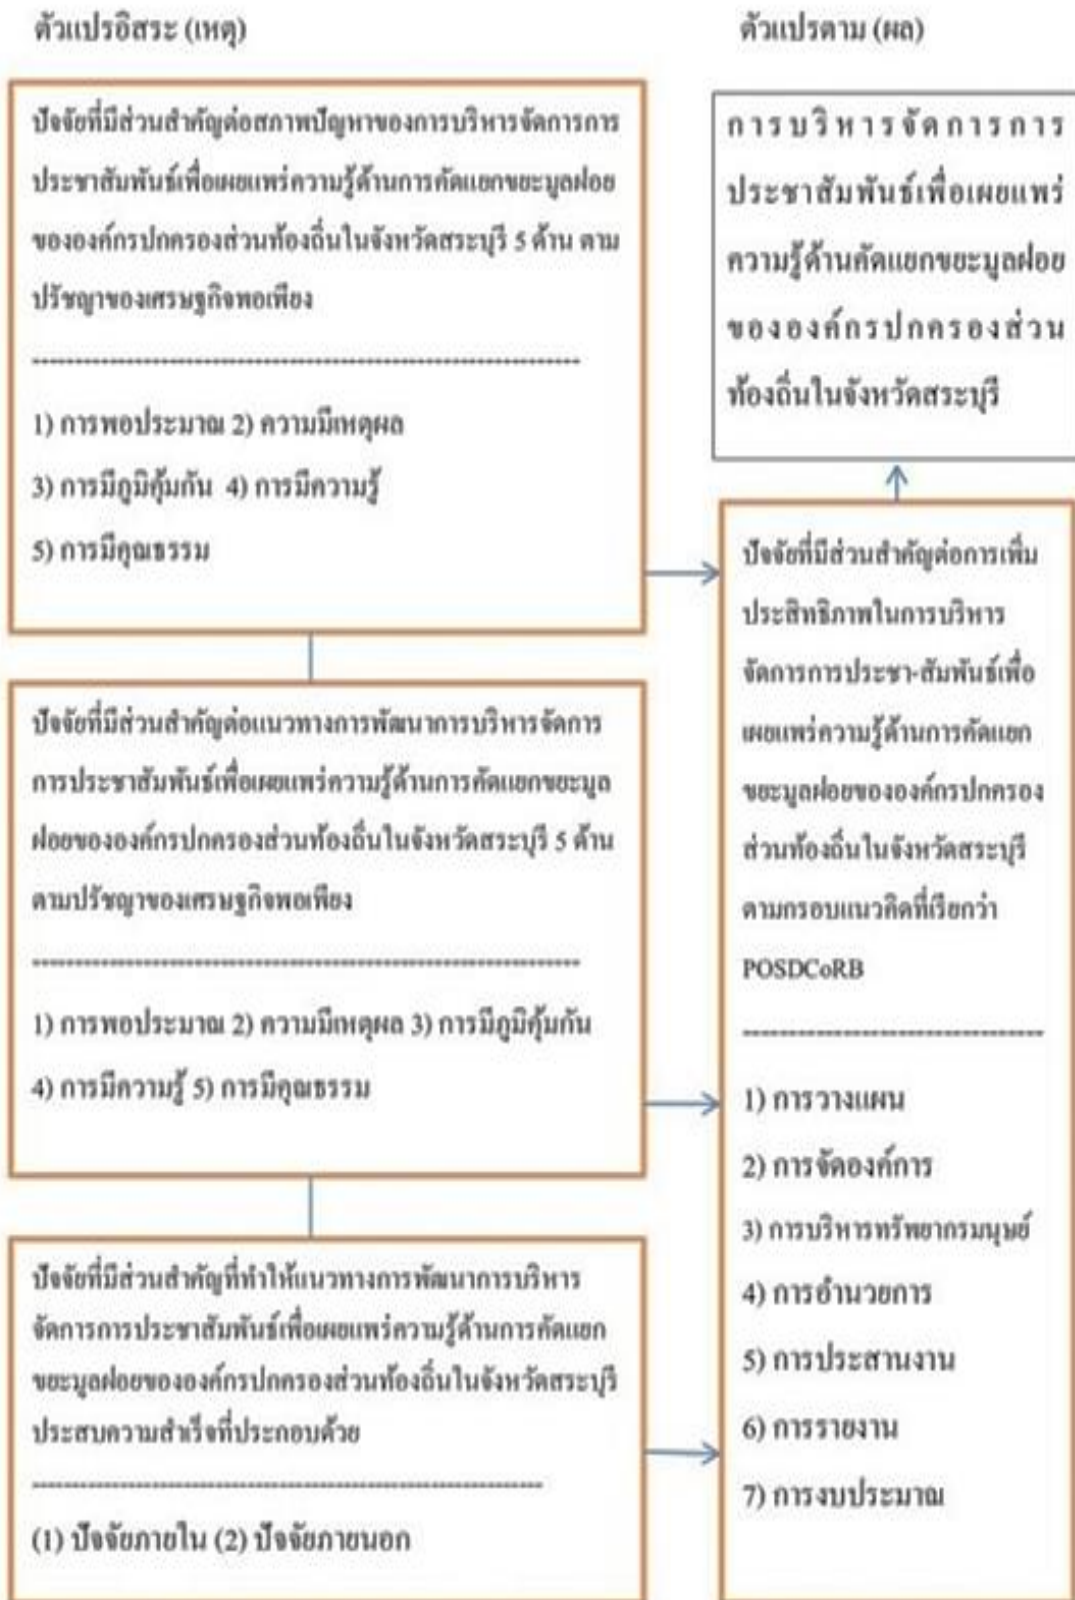 ตัวแปรอิสระ (เหตุ)
ปัจจัยที่มีส่วนสำคัญต่อสภาพปัญหาของการบริหารจัดการการ
ประชาสัมพันธ์เพื่อเผยแพร่ความรู้ด้านการคัดแยกขยะมูลฝอย
ขององค์กรปกครองส่วนท้องถิ่นในจังหวัดสระบุรี 5 ด้าน ตาม
ปรัชญาของเศรษฐกิจพอเพียง
1) การพอประมาณ 2) ความมีเหตุผล
3) การมีภูมิคุ้มกัน 4) การมีความรู้
5) การมีคุณธรรม
ปัจจัยที่มีส่วนสำคัญต่อแนวทางการพัฒนาการบริหารจัดการ
การประชาสัมพันธ์เพื่อเผยแพร่ความรู้ด้านการคัดแยกขยะมูล
ฝอยขององค์กรปกครองส่วนท้องถิ่นในจังหวัดสระบุรี 5 ด้าน
ตามปรัชญาของเศรษฐกิจพอเพียง
1) การพอประมาณ 2) ความมีเหตุผล 3) การมีภูมิคุ้มกัน
4) การมีความรู้ 5) การมีคุณธรรม
ปัจจัยที่มีส่วนสำคัญที่ทำให้แนวทางการพัฒนาการบริหาร
จัดการการประชาสัมพันธ์เพื่อเผยแพร่ความรู้ด้านการคัดแยก
ขยะมูลฝอยขององค์กรปกครองส่วนท้องถิ่นในจังหวัดสระบุรี
ประสบความสำเร็จที่ประกอบด้วย
(1) ปัจจัยภายใน (2) ปัจจัยภายนอก
ตัวแปรตาม (ผล)
การบริหารจัดการการ
ประชาสัมพันธ์เพื่อเผยแพร่
ความรู้ด้านคัดแยกขยะมูลฝอย
ขององค์กรปกครองส่วน
ท้องถิ่นในจังหวัดสระบุรี
ปัจจัยที่มีส่วนสำคัญต่อการเพิ่ม
ประสิทธิภาพในการบริหาร
จัดการการประชา-สัมพันธ์เพื่อ
เผยแพร่ความรู้ด้านการคัดแยก
ขยะมูลฝอยขององค์กรปกครอง
ส่วนท้องถิ่นในจังหวัดสระบุรี
ตามกรอบแนวคิดที่เรียกว่า
POSDCoRB
1) การวางแผน
2) การจัดองค์การ
3) การบริหารทรัพยากรมนุษย์
4) การอำนวยการ
5) การประสานงาน
6) การรายงาน
7) การงบประมาณ